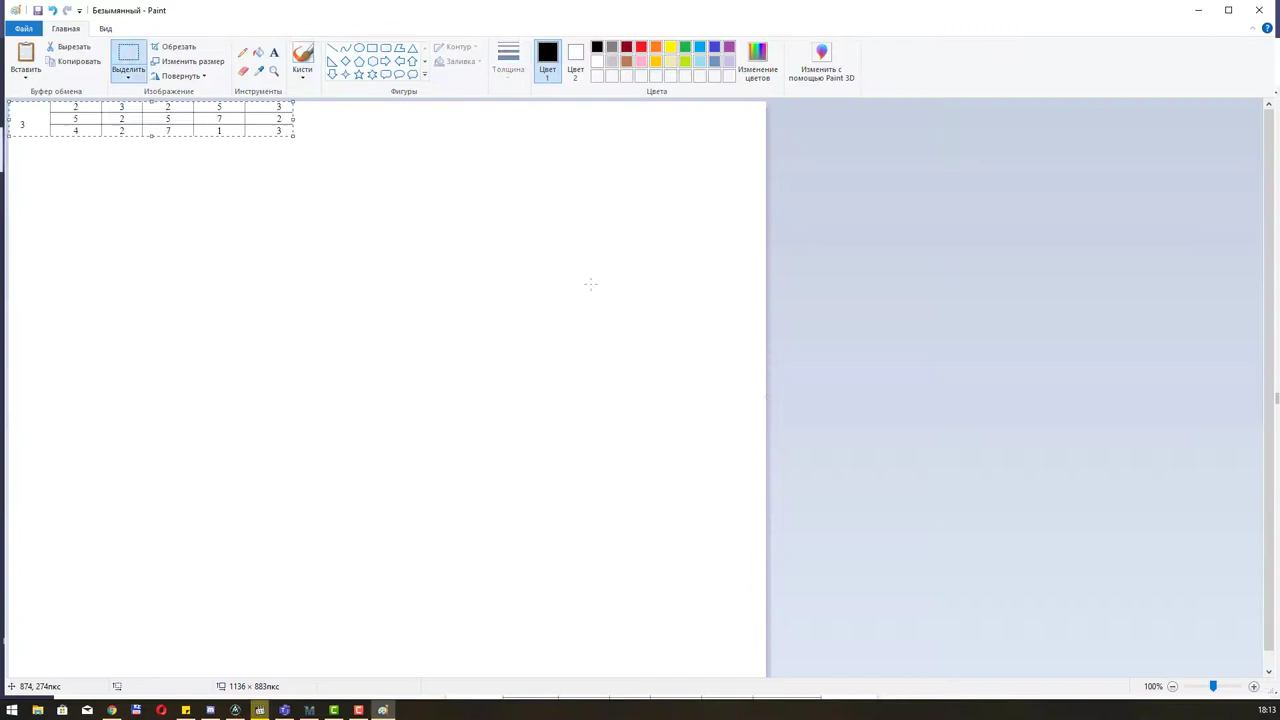 Безымянный - Paint
Файл Главная Вид
Вставить
Вырезать
Копировать
Буфер обмена
Выделить
Обрезать
Изменить размер
Повернуть
Изображение
A
Инструменты
Кисти
Контур
Заливка
Фигуры
Толщина
Цвет 1
Цвет 2
Изменение цветов
Цвета
Изменить с помощью Paint 3D
2 3 2 5 3
3 5 2 5 7 2
4 2 7 1 3
874, 274пкс
1136 × 883пкс
100%
18:13